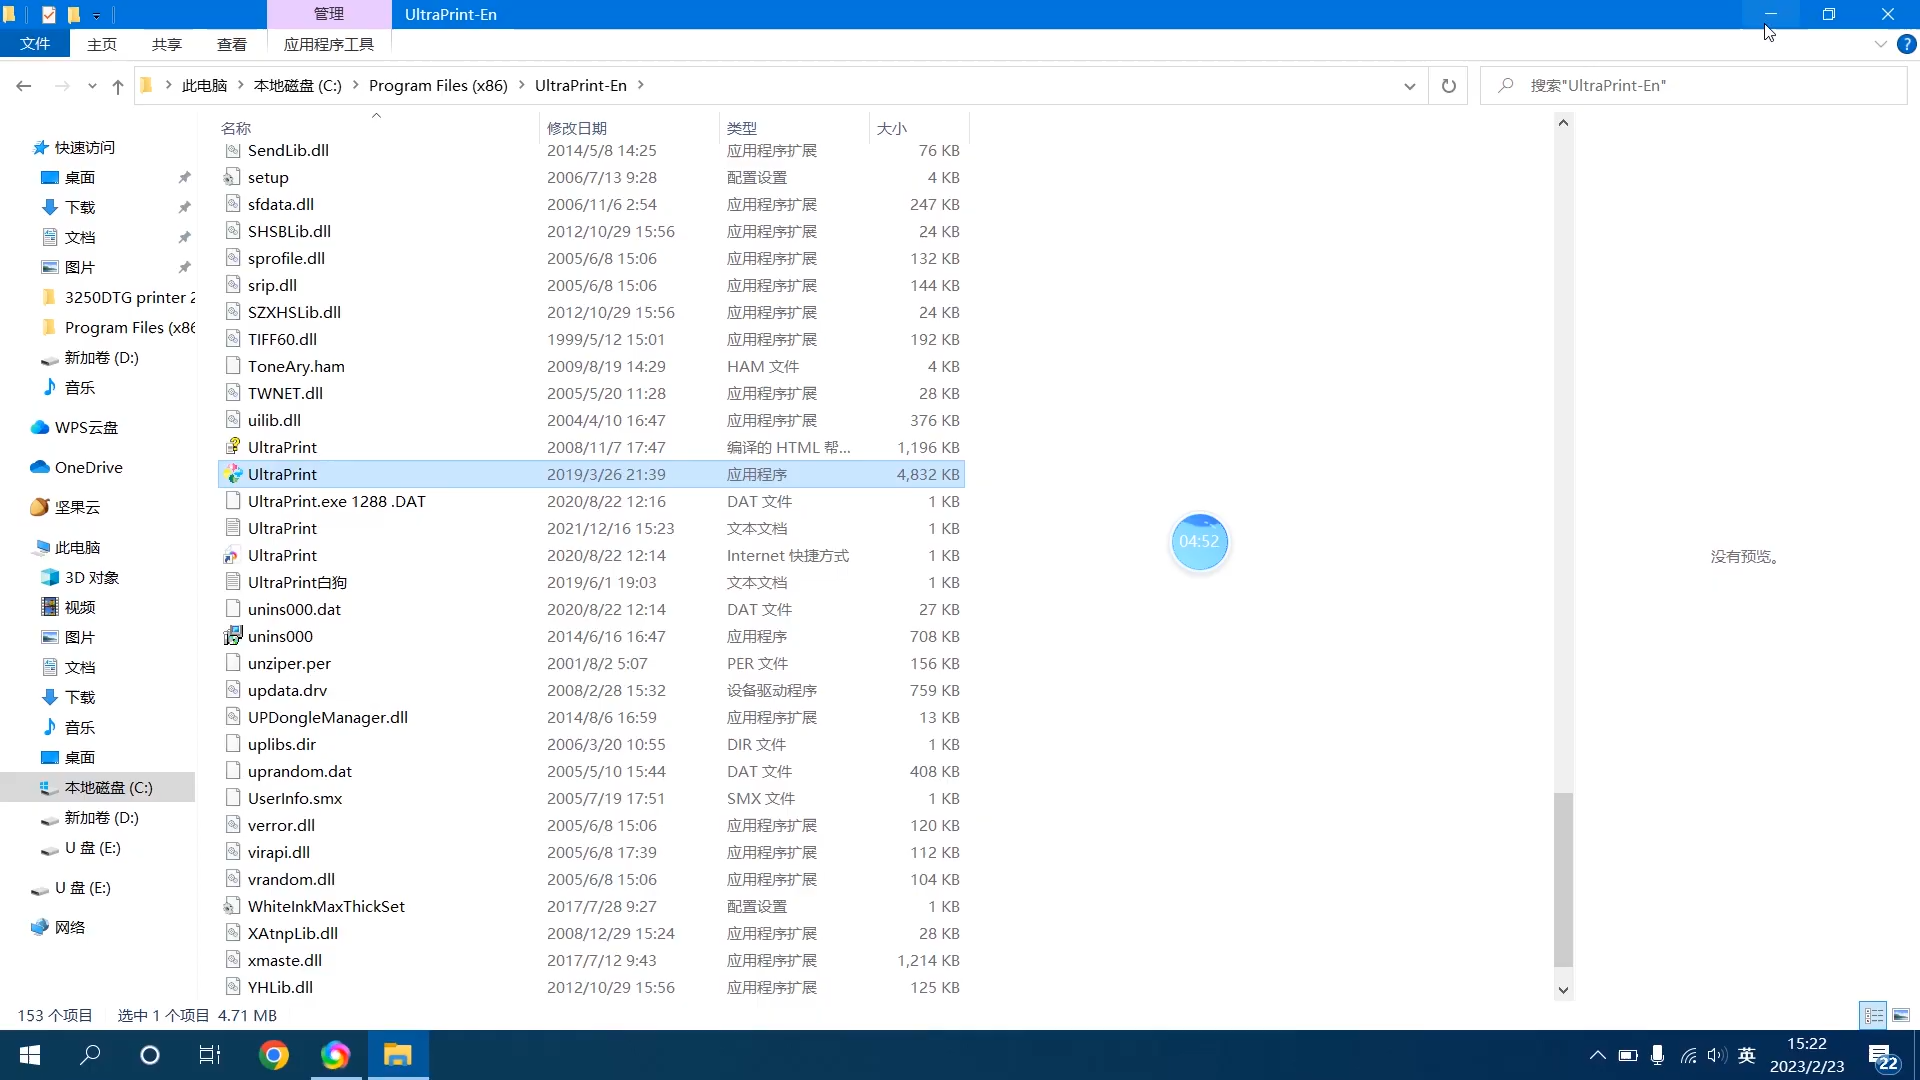 管理
UltraPrint-En
文件
主页
共享
查看
应用程序工具
此电脑
本地磁盘 (C:)
Program Files (x86)
UltraPrint-En
搜索"UltraPrint-En"
快速访问
桌面
下载
文档
图片
3250DTG printer 2
Program Files (x86
新加卷 (D:)
音乐
WPS云盘
OneDrive
坚果云
此电脑
3D 对象
视频
图片
文档
下载
音乐
桌面
本地磁盘 (C:)
新加卷 (D:)
U 盘 (E:)
U 盘 (E:)
网络
名称 修改日期 类型 大小
SendLib.dll 2014/5/8 14:25 应用程序扩展 76 KB
setup 2006/7/13 9:28 配置设置 4 KB
sfdata.dll 2006/11/6 2:54 应用程序扩展 247 KB
SHSBLib.dll 2012/10/29 15:56 应用程序扩展 24 KB
sprofile.dll 2005/6/8 15:06 应用程序扩展 132 KB
srip.dll 2005/6/8 15:06 应用程序扩展 144 KB
SZXHSLib.dll 2012/10/29 15:56 应用程序扩展 24 KB
TIFF60.dll 1999/5/12 15:01 应用程序扩展 192 KB
ToneAry.ham 2009/8/19 14:29 HAM 文件 4 KB
TWNET.dll 2005/5/20 11:28 应用程序扩展 28 KB
uilib.dll 2004/4/10 16:47 应用程序扩展 376 KB
UltraPrint 2008/11/7 17:47 编译的 HTML 帮... 1,196 KB
UltraPrint 2019/3/26 21:39 应用程序 4,832 KB
UltraPrint.exe 1288 .DAT 2020/8/22 12:16 DAT 文件 1 KB
UltraPrint 2021/12/16 15:23 文本文档 1 KB
UltraPrint 2020/8/22 12:14 Internet 快捷方式 1 KB
UltraPrint白狗 2019/6/1 19:03 文本文档 1 KB
unins000.dat 2020/8/22 12:14 DAT 文件 27 KB
unins000 2014/6/16 16:47 应用程序 708 KB
unziper.per 2001/8/2 5:07 PER 文件 156 KB
updata.drv 2008/2/28 15:32 设备驱动程序 759 KB
UPDongleManager.dll 2014/8/6 16:59 应用程序扩展 13 KB
uplibs.dir 2006/3/20 10:55 DIR 文件 1 KB
uprandom.dat 2005/5/10 15:44 DAT 文件 408 KB
UserInfo.smx 2005/7/19 17:51 SMX 文件 1 KB
verror.dll 2005/6/8 15:06 应用程序扩展 120 KB
virapi.dll 2005/6/8 17:39 应用程序扩展 112 KB
vrandom.dll 2005/6/8 15:06 应用程序扩展 104 KB
WhiteInkMaxThickSet 2017/7/28 9:27 配置设置 1 KB
XAtnpLib.dll 2008/12/29 15:24 应用程序扩展 28 KB
xmaste.dll 2017/7/12 9:43 应用程序扩展 1,214 KB
YHLib.dll 2012/10/29 15:56 应用程序扩展 125 KB
04:52
没有预览。
153 个项目 选中 1 个项目 4.71 MB
英
15:22
2023/2/23
22